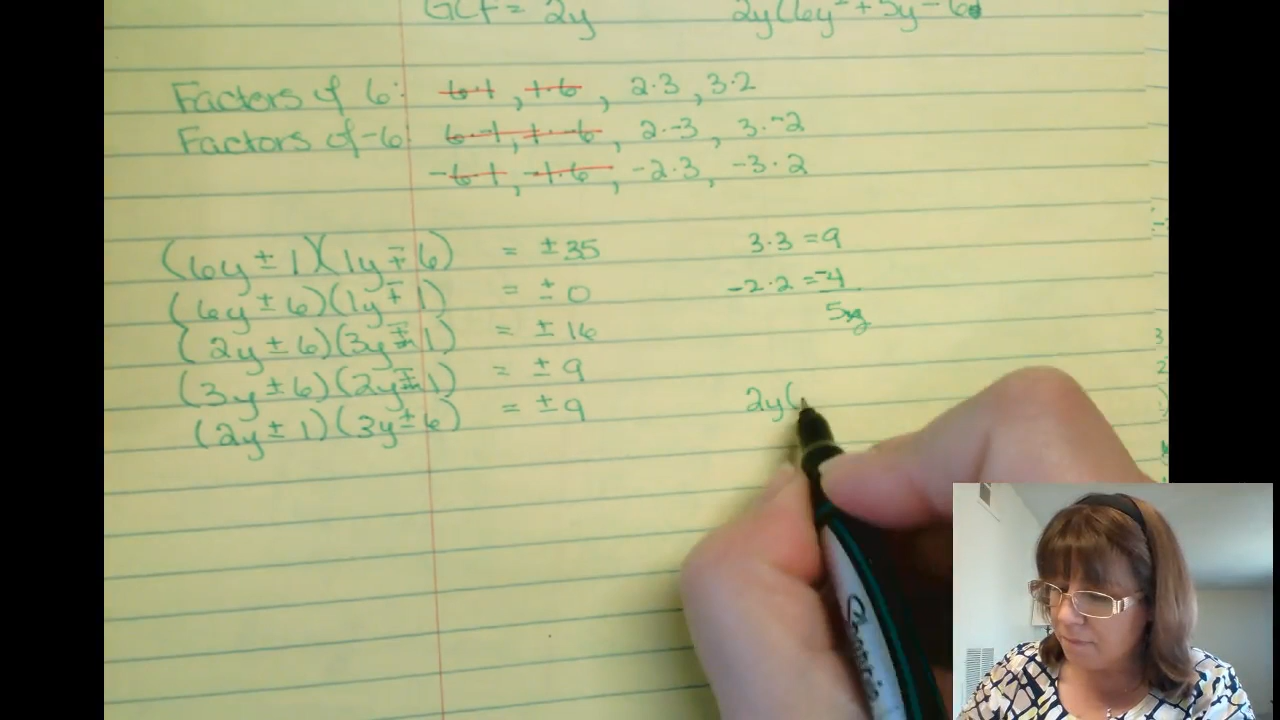 GCF = 2y 2y(6y² + 5y - 6)
Factors of 6: 6·1, 1·6, 2·3, 3·2
Factors of -6: 6·-1, 1·-6, 2·-3, 3·-2
-6·1, -1·6, -2·3, -3·2
(6y ± 1)(1y ∓ 6) = ±35
(6y ± 6)(1y ∓ 1) = ±0
(2y ± 6)(3y ∓ 1) = ±16
(3y ± 6)(2y ∓ 1) = ±9
(2y ± 1)(3y ± 6) = ±9
3·3 = 9
-2·2 = -4
5y
2y(
Sharpie